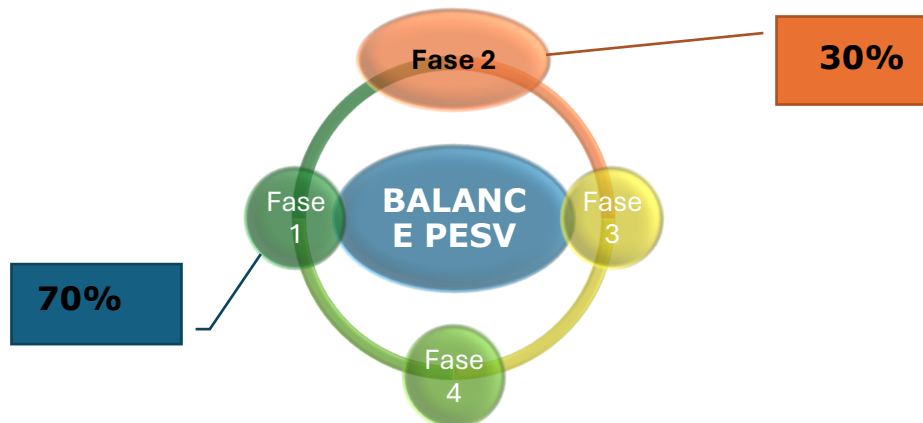 Fase 2
30%
Fase
1
BALANC
E PESV
Fase
3
70%
Fase
4